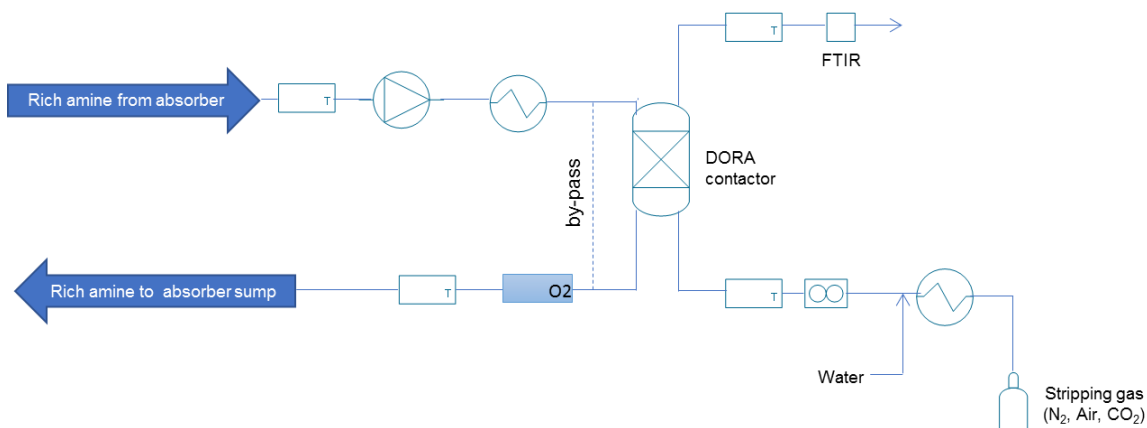 T
FTIR
Rich amine from absorber
T
DORA
contactor
by-pass
Rich amine to  absorber sump
T
O2
T
Water
Stripping gas
(N₂, Air, CO₂)